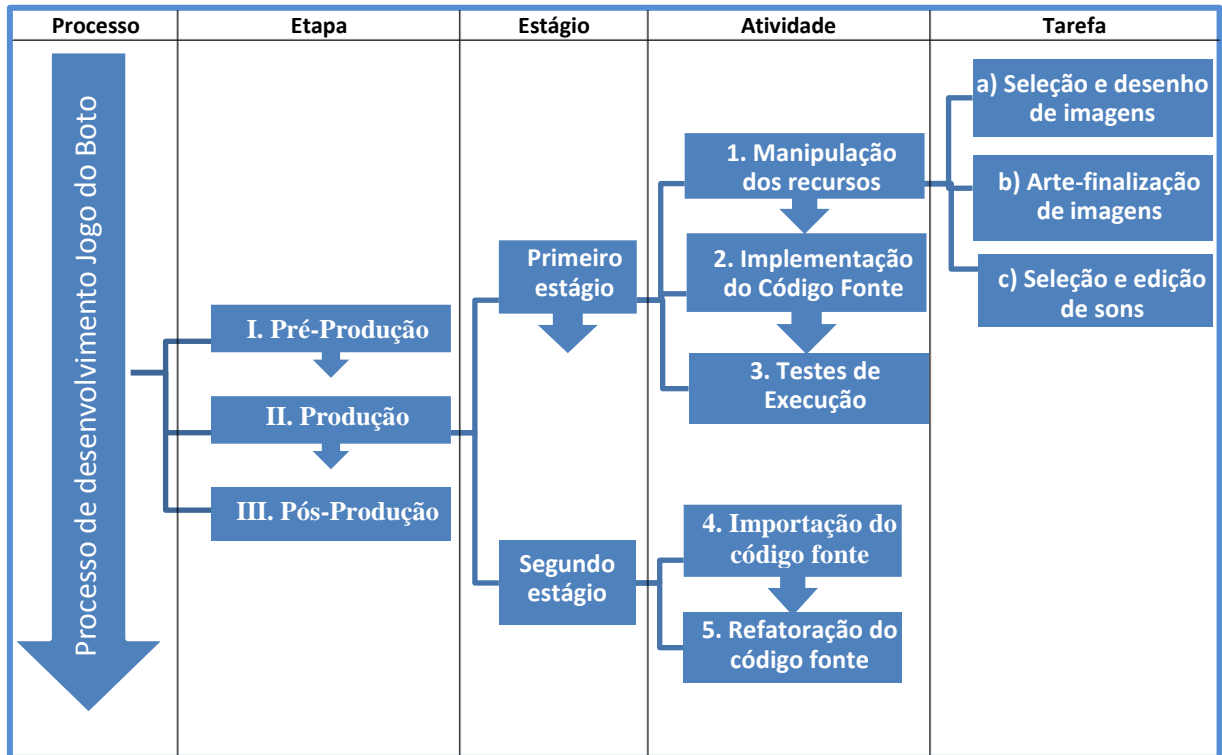 Processo
Etapa
Estágio
Atividade
Tarefa
Processo de desenvolvimento Jogo do Boto
I. Pré-Produção
II. Produção
III. Pós-Produção
Primeiro
estágio
Segundo
estágio
1. Manipulação
dos recursos
2. Implementação
do Código Fonte
3. Testes de
Execução
4. Importação do
código fonte
5. Refatoração do
código fonte
a) Seleção e desenho
de imagens
b) Arte-finalização
de imagens
c) Seleção e edição
de sons